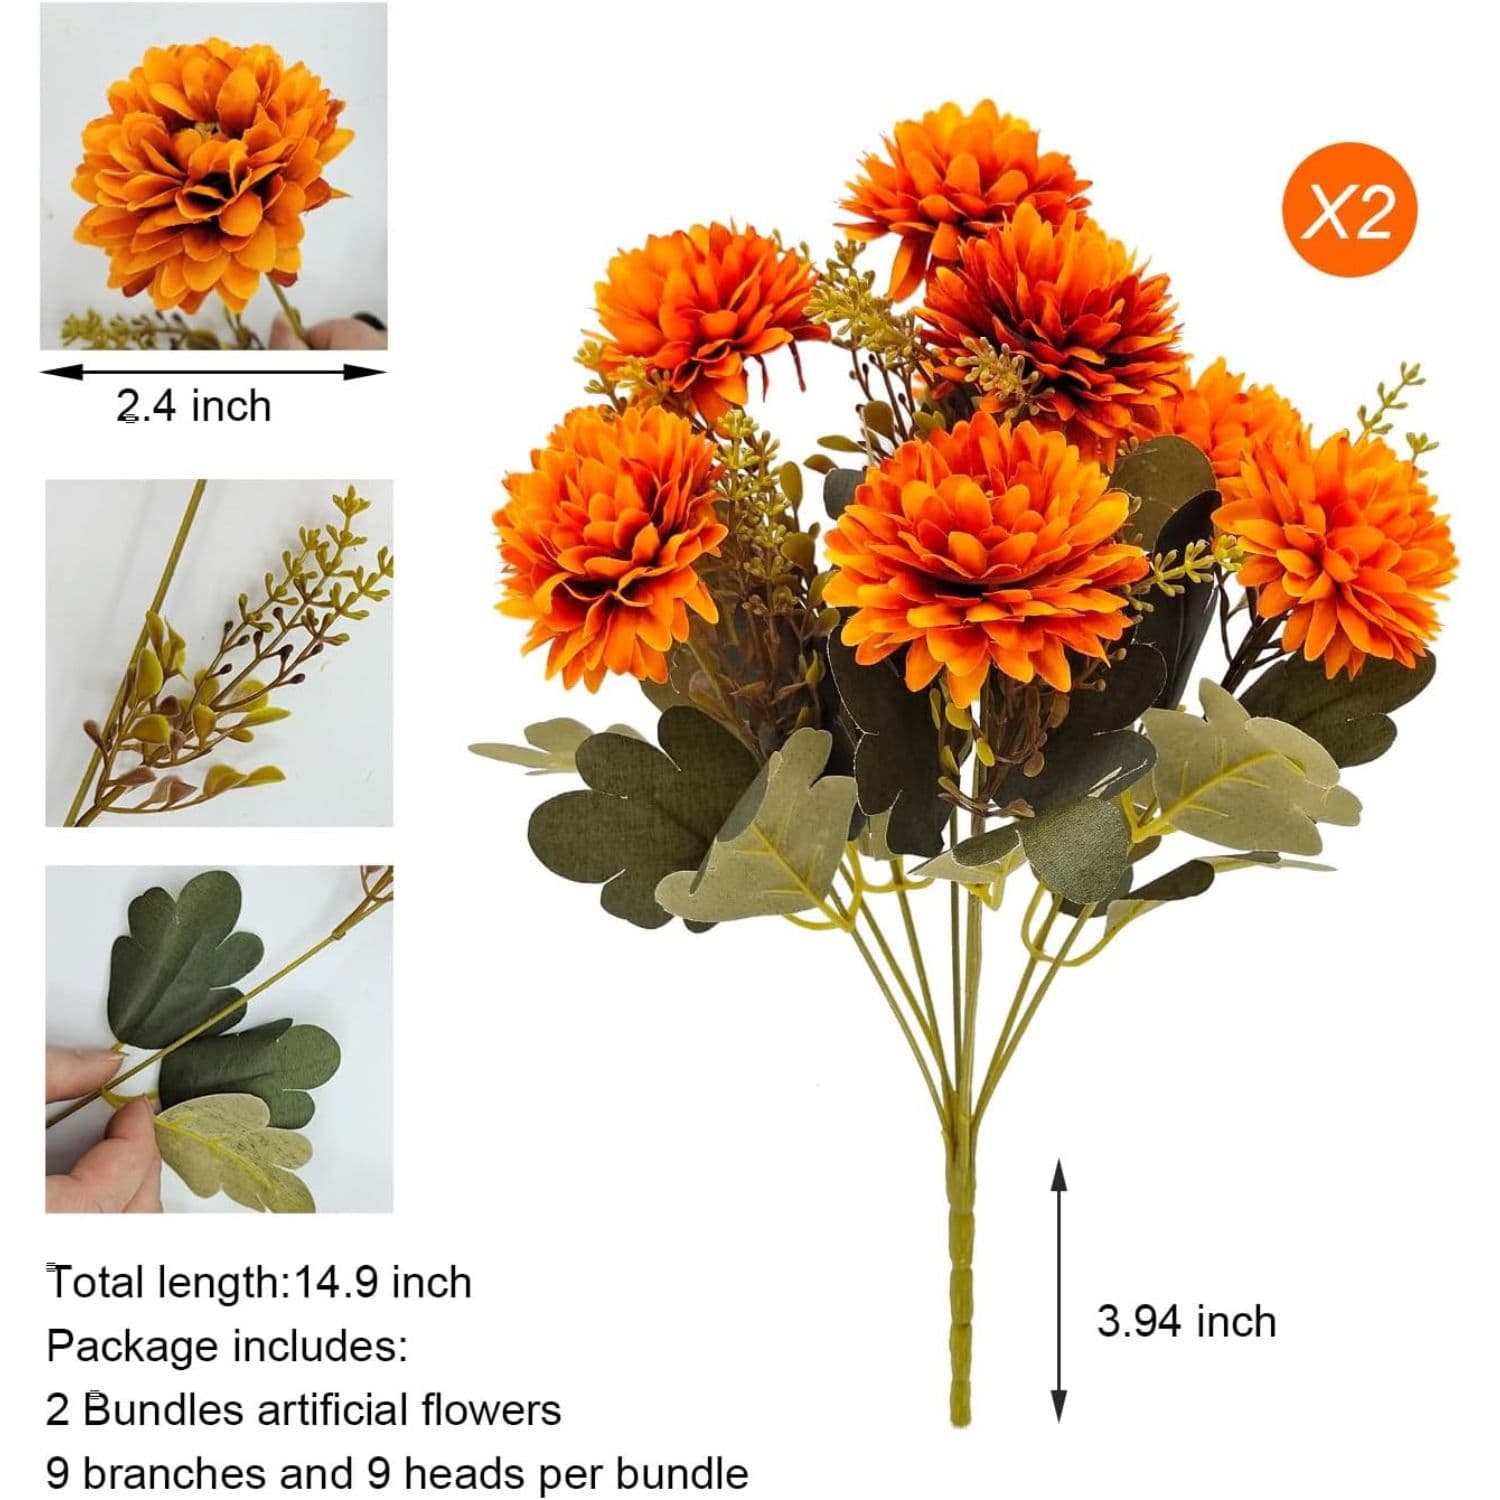 X2
2.4 inch
3.94 inch
Total length:14.9 inch
Package includes:
2 Bundles artificial flowers
9 branches and 9 heads per bundle